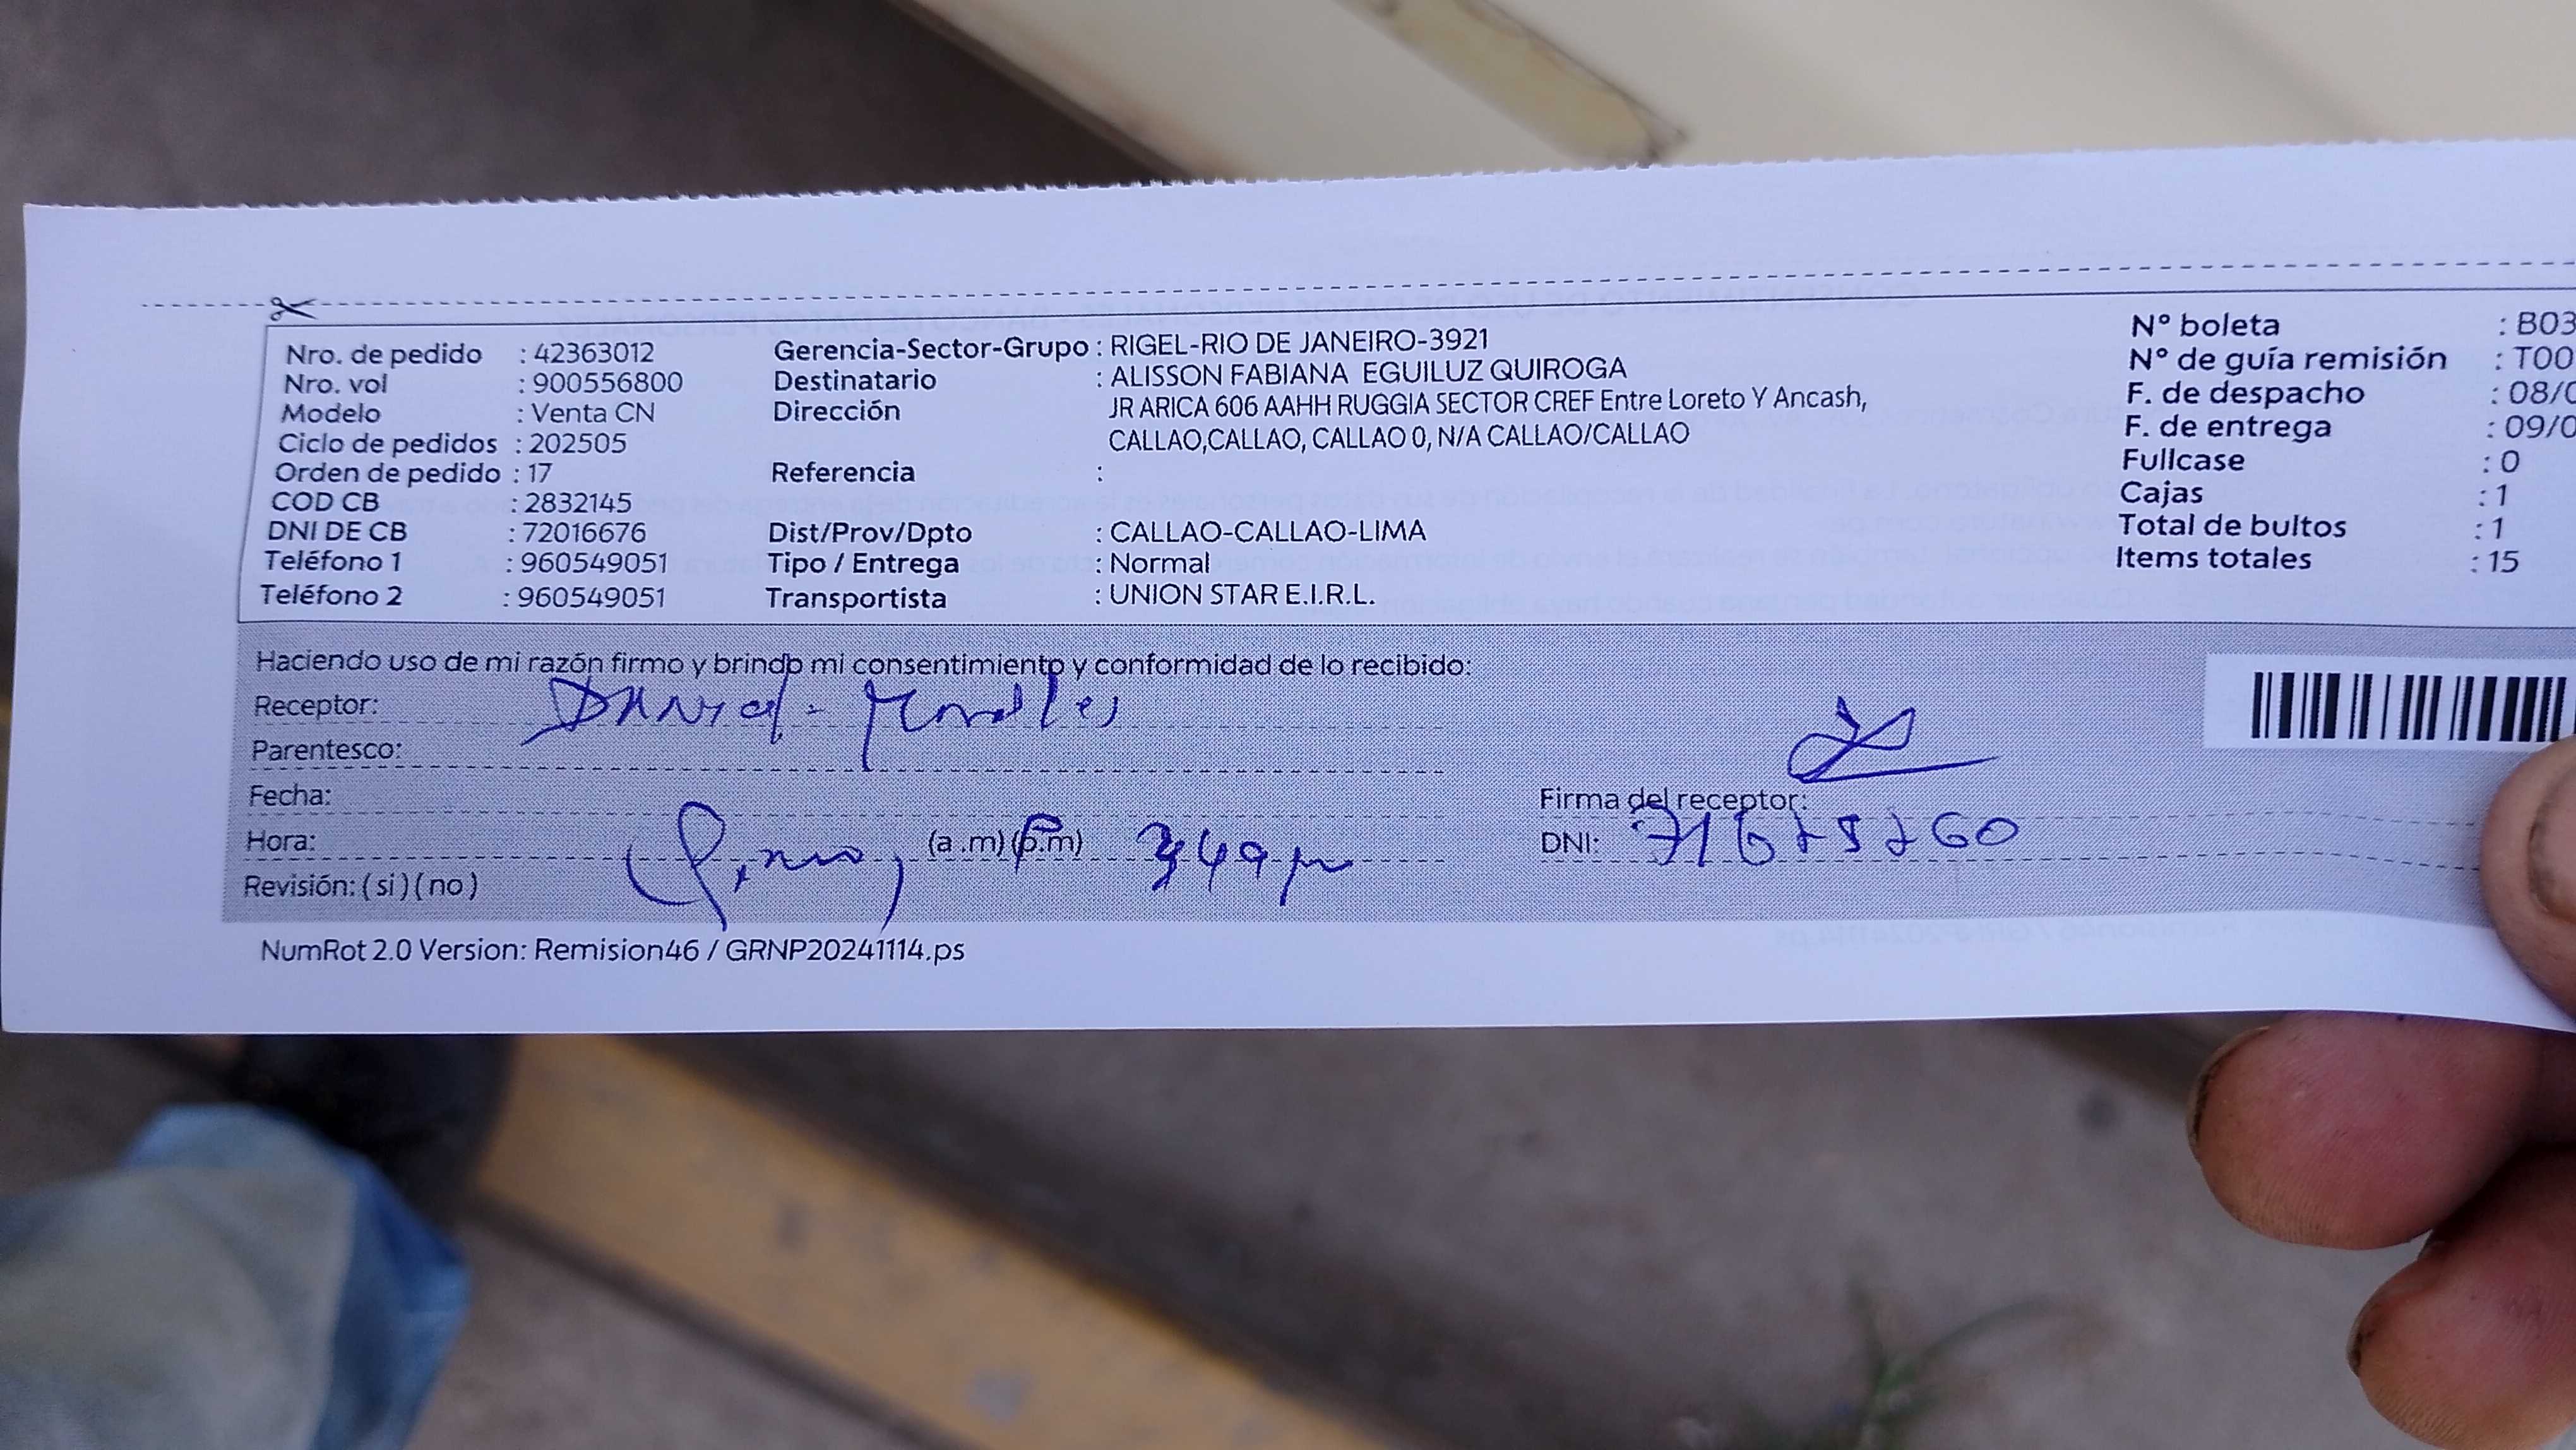 Nro. de pedido : 42363012
Nro. vol : 900556800
Modelo : Venta CN
Ciclo de pedidos : 202505
Orden de pedido : 17
COD CB : 2832145
DNI DE CB : 72016676
Teléfono 1 : 960549051
Teléfono 2 : 960549051
Gerencia-Sector-Grupo : RIGEL-RIO DE JANEIRO-3921
Destinatario : ALISSON FABIANA EGUILUZ QUIROGA
Dirección JR ARICA 606 AAHH RUGGIA SECTOR CREF Entre Loreto Y Ancash,
CALLAO,CALLAO, CALLAO 0, N/A CALLAO/CALLAO
Referencia :
Dist/Prov/Dpto : CALLAO-CALLAO-LIMA
Tipo / Entrega : Normal
Transportista : UNION STAR E.I.R.L.
N° boleta : B03
N° de guía remisión : T00
F. de despacho : 08/0
F. de entrega : 09/0
Fullcase : 0
Cajas : 1
Total de bultos : 1
Items totales : 15
Haciendo uso de mi razón firmo y brindo mi consentimiento y conformidad de lo recibido:
Receptor: Daniel - Morales
Parentesco:
Fecha:
Hora: (a .m) (p.m) 349 pm
Revisión: ( si ) ( no )
Firma del receptor:
DNI:
NumRot 2.0 Version: Remision46 / GRNP20241114.ps